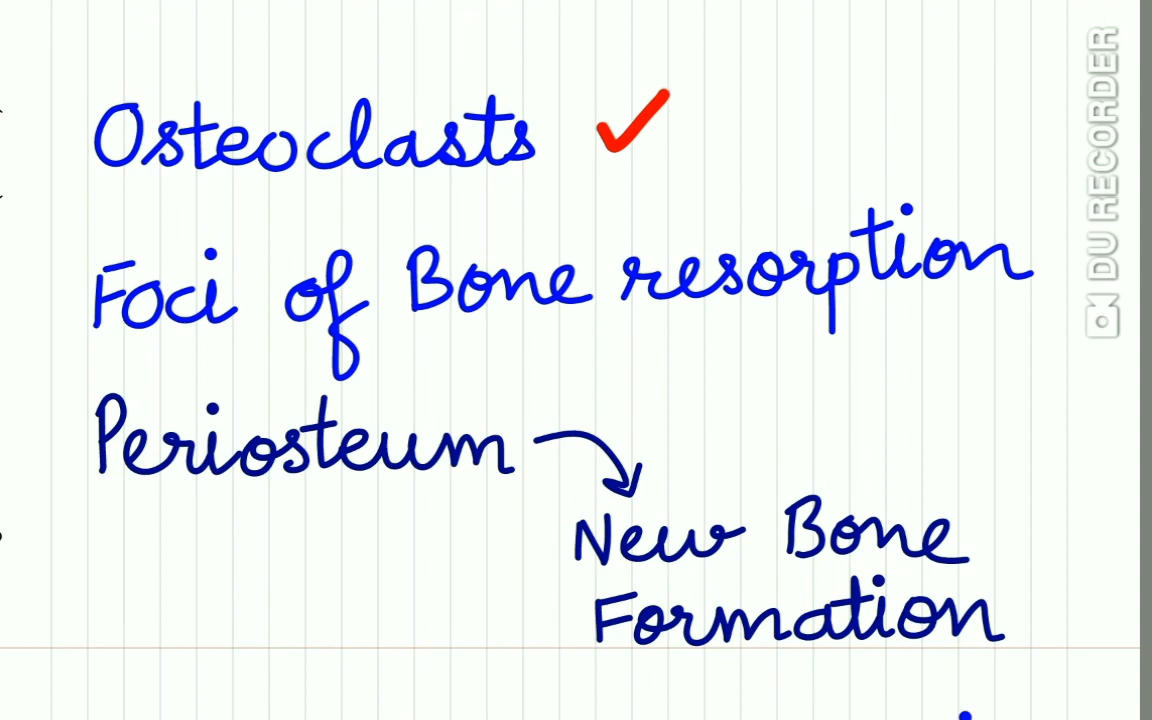 Osteoclasts ✓
Foci of Bone resorption
Periosteum →
New Bone
Formation
DU RECORDER